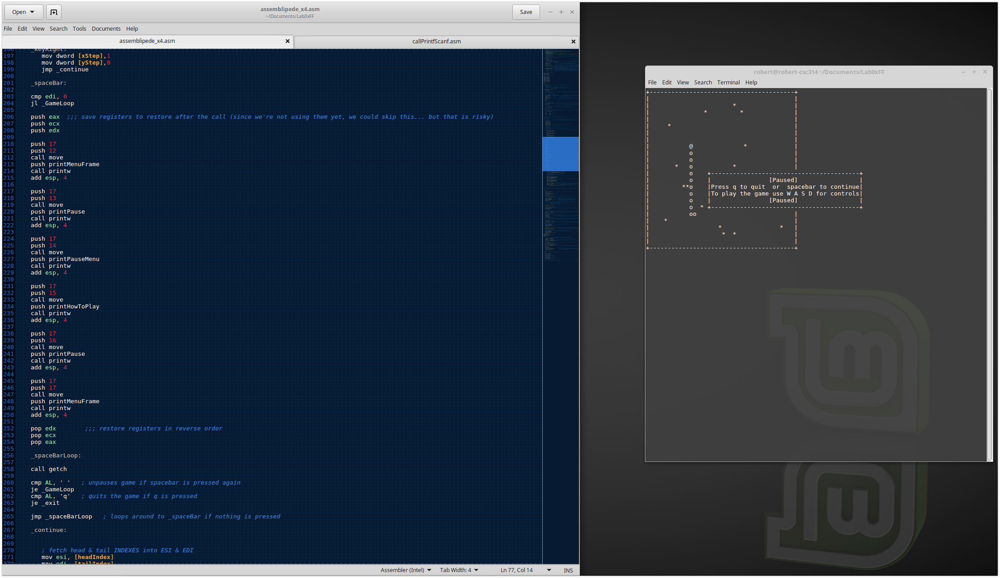 Open
assemblipede_x4.asm
~/Documents/Lab0xFF
Save
File Edit View Search Tools Documents Help
assemblipede_x4.asm
callPrintfScanf.asm
196 _keyRight:
197 mov dword [xStep],1
198 mov dword [yStep],0
199 jmp _continue
200
201 _spaceBar:
202
203 cmp edi, 0
204 jl _GameLoop
205
206 push eax ;;; save registers to restore after the call (since we're not using them yet, we could skip this... but that is risky)
207 push ecx
208 push edx
209
210 push 17
211 push 12
212 call move
213 push printMenuFrame
214 call printw
215 add esp, 4
216
217 push 17
218 push 13
219 call move
220 push printPause
221 call printw
222 add esp, 4
223
224 push 17
225 push 14
226 call move
227 push printPauseMenu
228 call printw
229 add esp, 4
230
231 push 17
232 push 15
233 call move
234 push printHowToPlay
235 call printw
236 add esp, 4
237
238 push 17
239 push 16
240 call move
241 push printPause
242 call printw
243 add esp, 4
244
245 push 17
246 push 17
247 call move
248 push printMenuFrame
249 call printw
250 add esp, 4
251
252 pop edx ;;; restore registers in reverse order
253 pop ecx
254 pop eax
255
256 _spaceBarLoop:
257
258 call getch
259
260 cmp AL, ' ' ; unpauses game if spacebar is pressed again
261 je _GameLoop
262 cmp AL, 'q' ; quits the game if q is pressed
263 je _exit
264
265 jmp _spaceBarLoop ; loops around to _spaceBar if nothing is pressed
266
267 _continue:
268
269
270 ; fetch head & tail INDEXES into ESI & EDI
271 mov esi, [headIndex]
272 mov edi, [tailIndex]
Assembler (Intel) Tab Width: 4 Ln 77, Col 14 INS
robert@robert-csc314 ~/Documents/Lab0xFF
File Edit View Search Terminal Help
+----------------------------------------+
| |
| * |
| * * |
| |
| * |
| |
| |
| @ * |
| o |
| o |
| * o * |
| o +-----------------------------------------+
| o | [Paused] |
| **o |Press q to quit or spacebar to continue|
| o |To play the game use W A S D for controls|
| o | [Paused] |
| o * +-----------------------------------------+
| oo |
| * |
| * * |
| * * |
| |
+----------------------------------------+